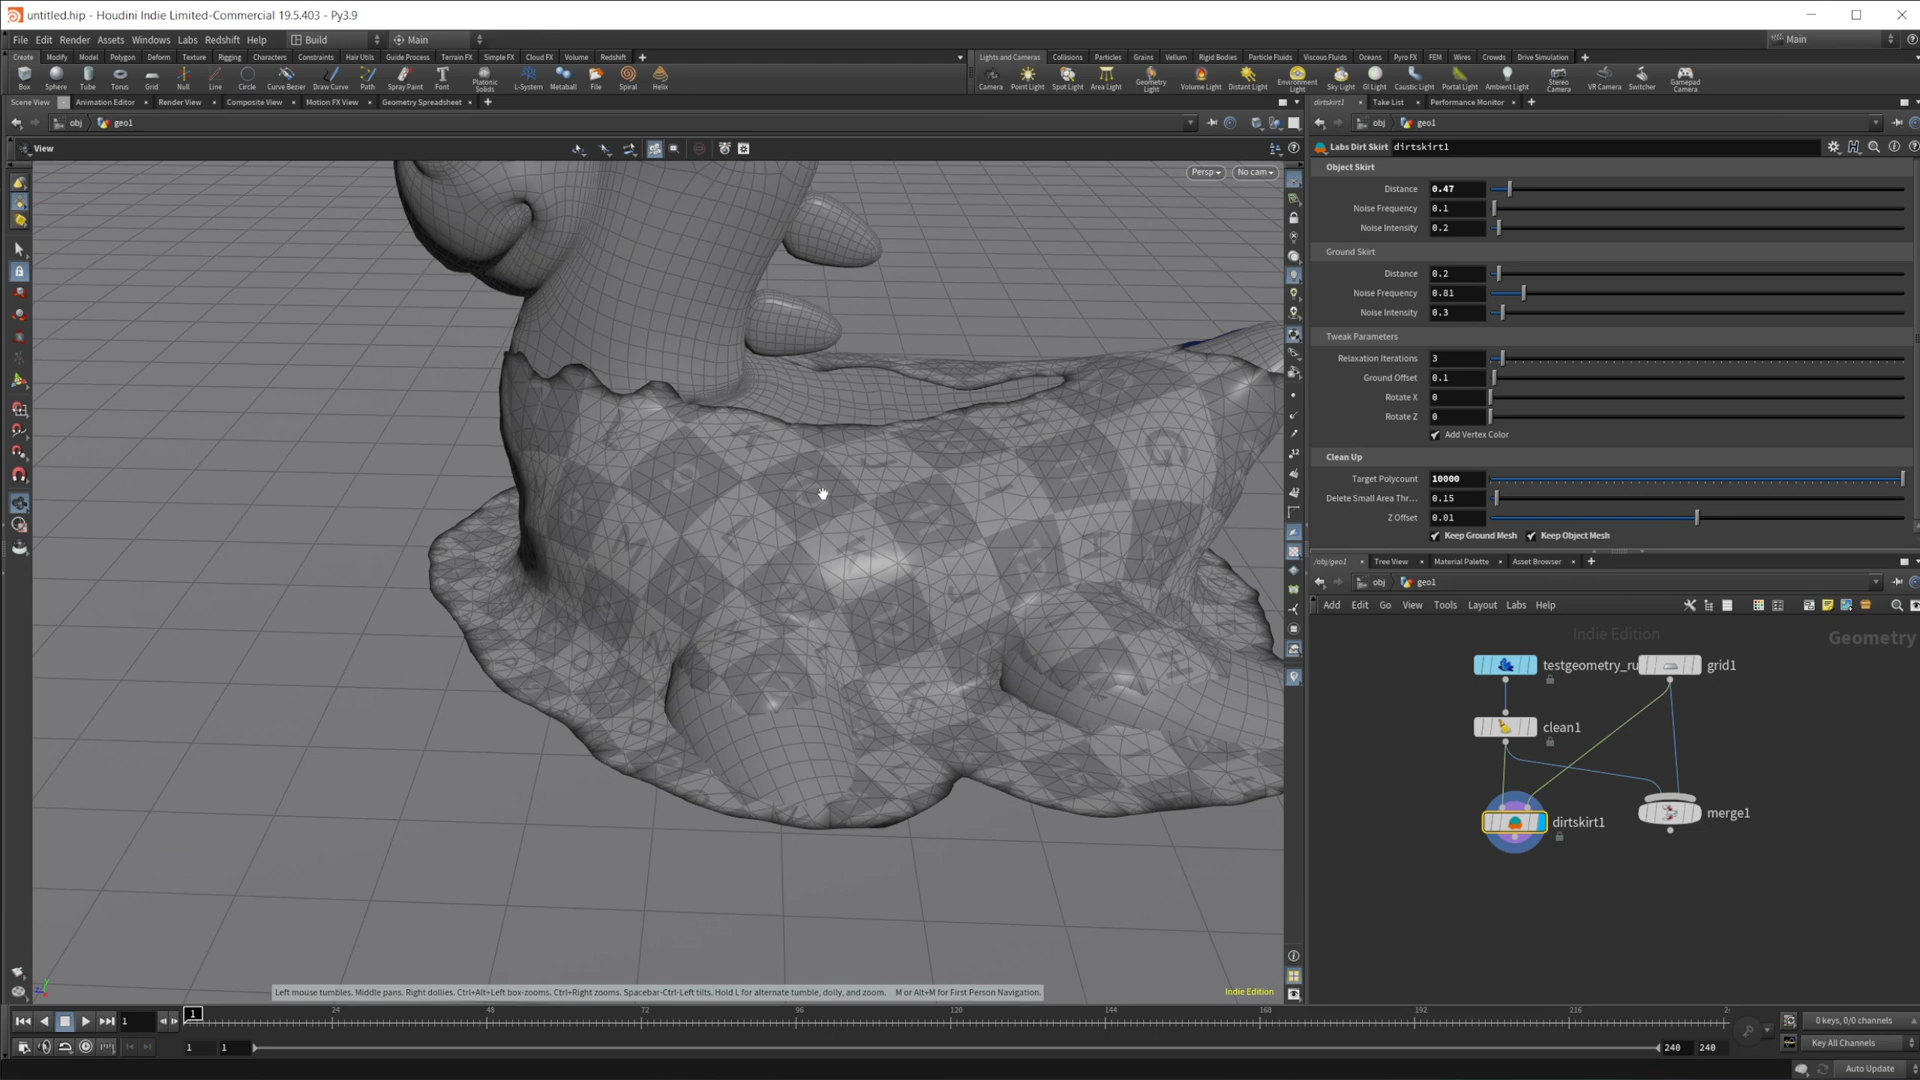 untitled.hip - Houdini Indie Limited-Commercial 19.5.403 - Py3.9
File Edit Render Assets Windows Labs Redshift Help Build Main Main
Create Modify Model Polygon Deform Texture Rigging Characters Constraints Hair Utils Guide Process Terrain FX Simple FX Cloud FX Volume Redshift
Lights and Cameras Collisions Particles Grains Vellum Rigid Bodies Particle Fluids Viscous Fluids Oceans Pyro FX FEM Wires Crowds Drive Simulation
Box Sphere Tube Torus Grid Null Line Circle Curve Bezier Draw Curve Path Spray Paint Font Platonic Solids L-System Metaball File Spiral Helix
Camera Point Light Spot Light Area Light Geometry Light Volume Light Distant Light Environment Light Sky Light GI Light Caustic Light Portal Light Ambient Light Stereo Camera VR Camera Switcher Gamepad Camera
Scene View Animation Editor Render View Composite View Motion FX View Geometry Spreadsheet
dirtskirt1 Take List Performance Monitor
obj geo1
obj geo1
View
Persp No cam
Labs Dirt Skirt dirtskirt1
Object Skirt
Distance 0.47
Noise Frequency 0.1
Noise Intensity 0.2
Ground Skirt
Distance 0.2
Noise Frequency 0.81
Noise Intensity 0.3
Tweak Parameters
Relaxation Iterations 3
Ground Offset 0.1
Rotate X 0
Rotate Z 0
Add Vertex Color
Clean Up
Target Polycount 10000
Delete Small Area Thr... 0.15
Z Offset 0.01
Keep Ground Mesh Keep Object Mesh
/obj/geo1 Tree View Material Palette Asset Browser
obj geo1
Add Edit Go View Tools Layout Labs Help
Indie Edition
Geometry
testgeometry_ru
grid1
clean1
dirtskirt1
merge1
Left mouse tumbles. Middle pans. Right dollies. Ctrl+Alt+Left box-zooms. Ctrl+Right zooms. Spacebar-Ctrl-Left tilts. Hold L for alternate tumble, dolly, and zoom. M or Alt+M for First Person Navigation.
Indie Edition
1 1 24 48 72 96 120 144 168 192 216
0 keys, 0/0 channels
1 1 240 240
Key All Channels
Auto Update